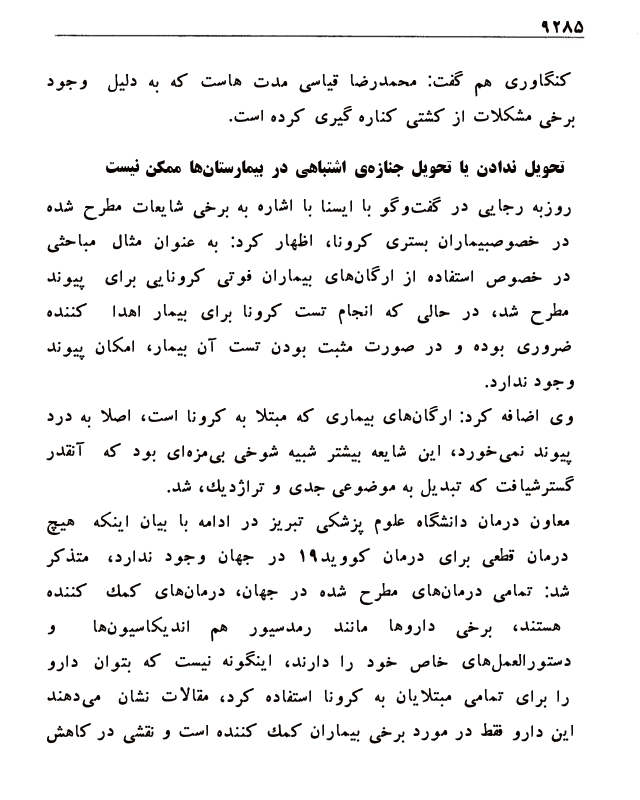 ۹۲۸۵
کنگاوری هم گفت: محمدرضا قیاسی مدت هاست که به دلیل وجود
برخی مشکلات از کشتی کناره گیری کرده است.
تحویل ندادن یا تحویل جنازه‌ی اشتباهی در بیمارستان‌ها ممکن نیست
روزبه رجایی در گفت‌وگو با ایسنا با اشاره به برخی شایعات مطرح شده
در خصوصبیماران بستری کرونا، اظهار کرد: به عنوان مثال مباحثی
در خصوص استفاده از ارگان‌های بیماران فوتی کرونایی برای پیوند
مطرح شد، در حالی که انجام تست کرونا برای بیمار اهدا کننده
ضروری بوده و در صورت مثبت بودن تست آن بیمار، امکان پیوند
وجود ندارد.
وی اضافه کرد: ارگان‌های بیماری که مبتلا به کرونا است، اصلا به درد
پیوند نمی‌خورد، این شایعه بیشتر شبیه شوخی بی‌مزه‌ای بود که آنقدر
گسترشیافت که تبدیل به موضوعی جدی و تراژدیك، شد.
معاون درمان دانشگاه علوم پزشکی تبریز در ادامه با بیان اینکه هیچ
درمان قطعی برای درمان کووید۱۹ در جهان وجود ندارد، متذکر
شد: تمامی درمان‌های مطرح شده در جهان، درمان‌های کمك کننده
هستند، برخی داروها مانند رمدسیور هم اندیکاسیون‌ها و
دستورالعمل‌های خاص خود را دارند، اینگونه نیست که بتوان دارو
را برای تمامی مبتلایان به کرونا استفاده کرد، مقالات نشان می‌دهند
این دارو فقط در مورد برخی بیماران کمك کننده است و نقشی در کاهش